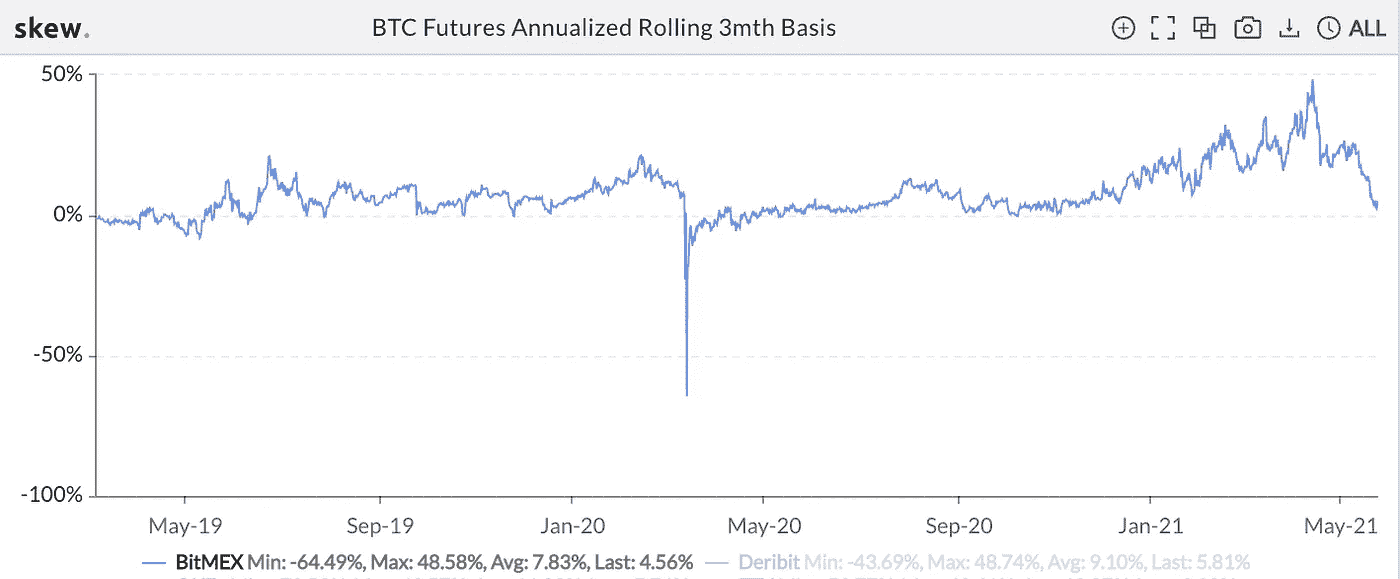 skew. BTC Futures Annualized Rolling 3mth Basis ALL
50%
0%
-50%
-100%
May-19 Sep-19 Jan-20 May-20 Sep-20 Jan-21 May-21
BitMEX Min: -64.49%, Max: 48.58%, Avg: 7.83%, Last: 4.56% Deribit Min: -43.69%, Max: 48.74%, Avg: 9.10%, Last: 5.81%